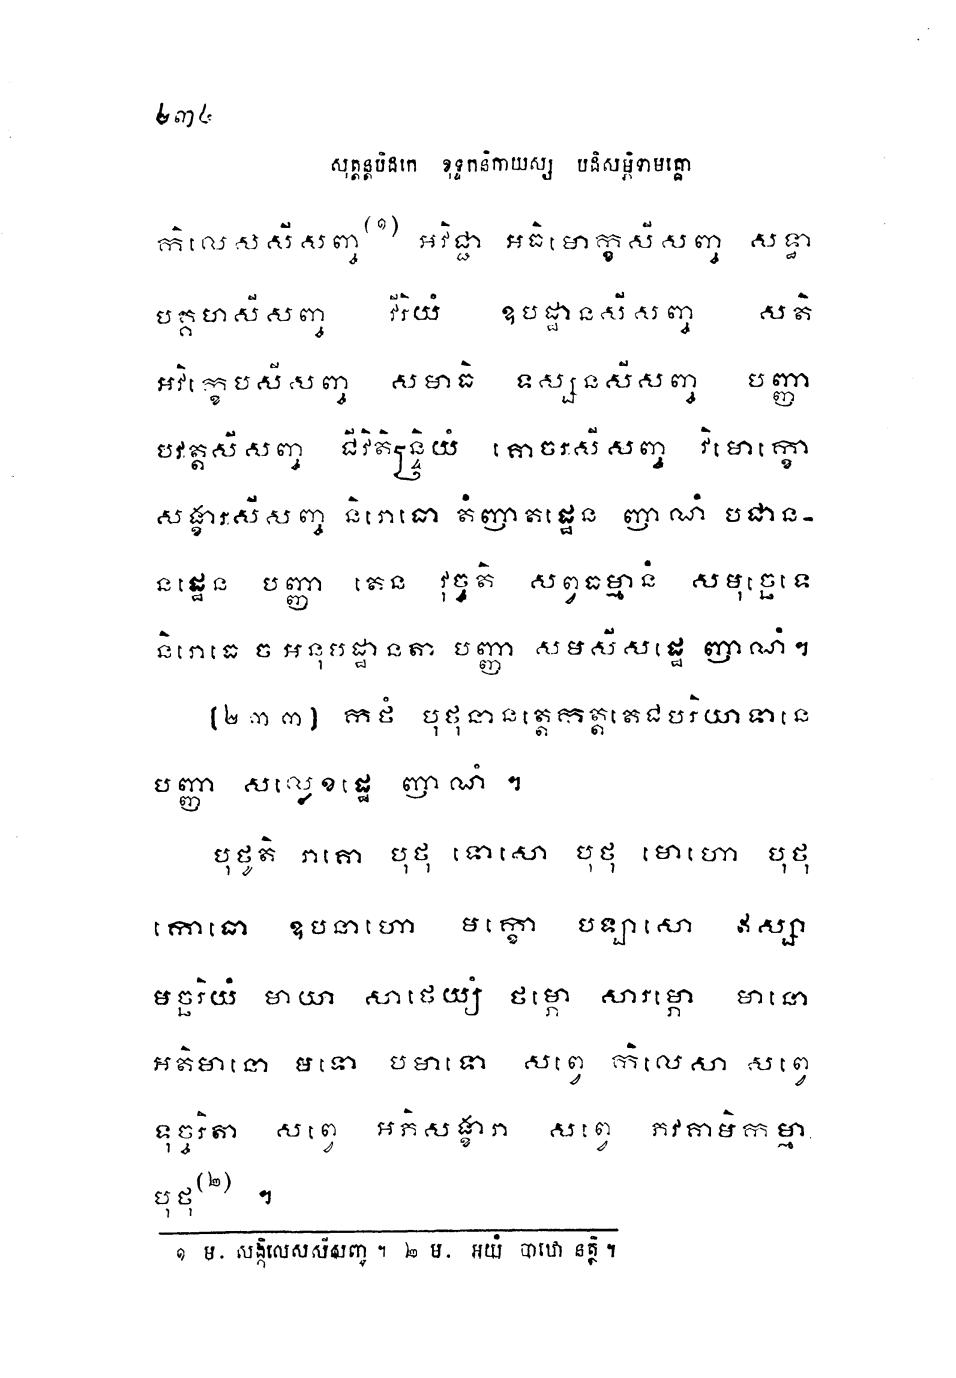 ២៣៤
សុត្តន្តបិដកេ ខុទ្ទកនិកាយស្ស បដិសម្ភិទាមគ្គោ
កិលេសសីសញ្ច(១) អវិជ្ជា អធិមោក្ខសីសញ្ច សទ្ធា
បគ្គហសីសញ្ច វីរិយំ ឧបដ្ឋានសីសញ្ច សតិ
អវិក្ខេបសីសញ្ច សមាធិ ទស្សនសីសញ្ច បញ្ញា
បវត្តសីសញ្ច ជីវិតិន្ទ្រិយំ គោចរសីសញ្ច វិមោក្ខោ
សង្ខារសីសញ្ច និរោធោ តំញាតដ្ឋេន ញាណំ បជាន-
នដ្ឋេន បញ្ញា តេន វុច្ចតិ សព្វធម្មានំ សមុច្ឆេទេ
និរោធេ ច អនុបដ្ឋានតា បញ្ញា សមសីសដ្ឋេ ញាណំ។
(២៣៣) កថំ បុថុនានត្តេកត្តតេជបរិយាទានេ
បញ្ញា សល្លេខដ្ឋេ ញាណំ ។
បុថូតិ រាគោ បុថុ ទោសោ បុថុ មោហោ បុថុ
កោធោ ឧបនាហោ មក្ខោ បឡាសោ ឥស្សា
មច្ឆរិយំ មាយា សាថេយ្យំ ថម្ភោ សារម្ភោ មានោ
អតិមានោ មទោ បមាទោ សព្វេ កិលេសា សព្វេ
ទុច្ចរិតា សព្វេ អភិសង្ខារា សព្វេ ភវគាមិកម្មា
បុថុ(២) ។
១ ម. សង្កិលេសសីសញ្ច ។ ២ ម. អយំ បាឋោ នត្ថិ ។